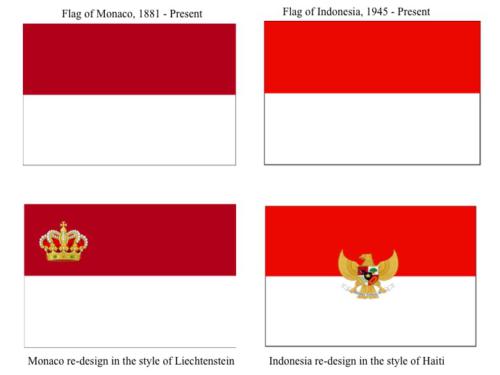 Flag of Monaco, 1881 - Present
Flag of Indonesia, 1945 - Present
Monaco re-design in the style of Liechtenstein
Indonesia re-design in the style of Haiti